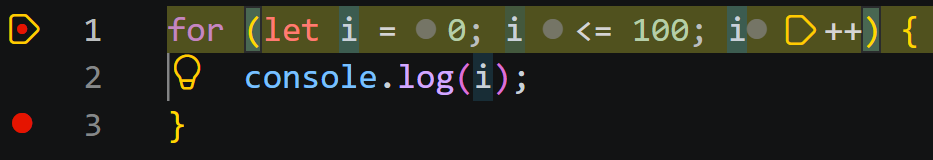 1 for (let i = 0; i <= 100; i++) {
2 console.log(i);
3 }